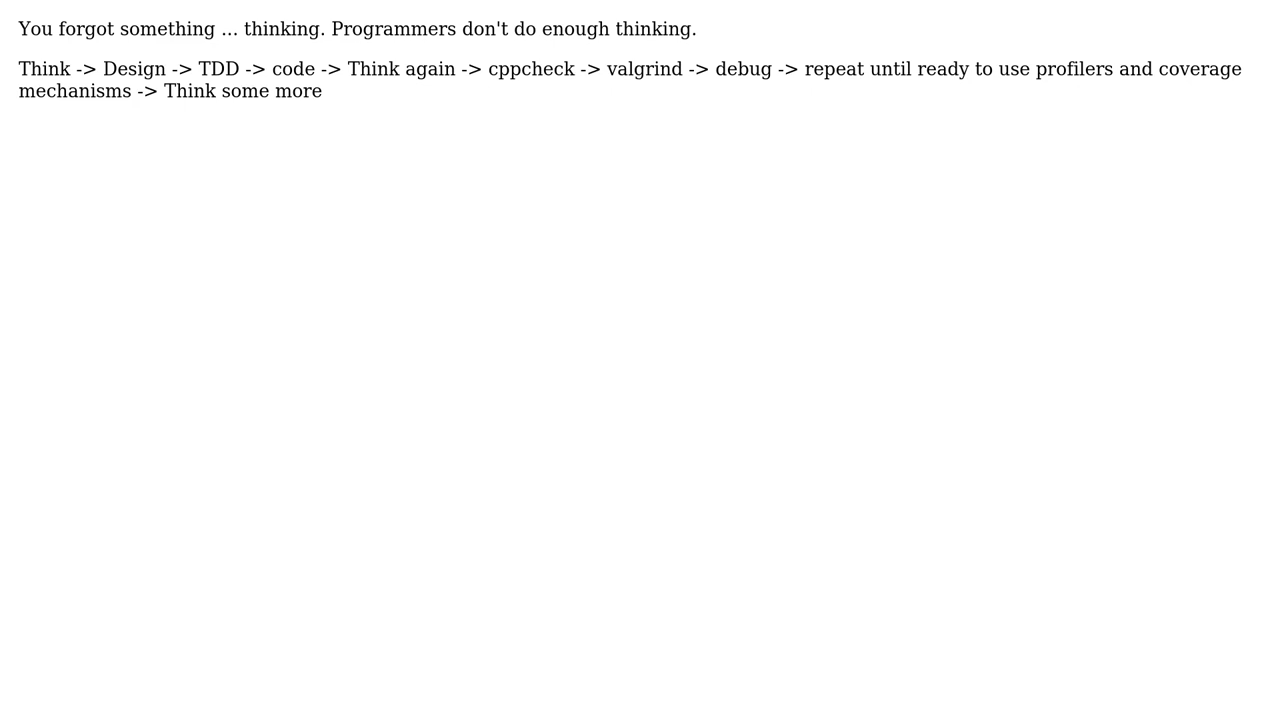 You forgot something ... thinking. Programmers don't do enough thinking.
Think -> Design -> TDD -> code -> Think again -> cppcheck -> valgrind -> debug -> repeat until ready to use profilers and coverage
mechanisms -> Think some more